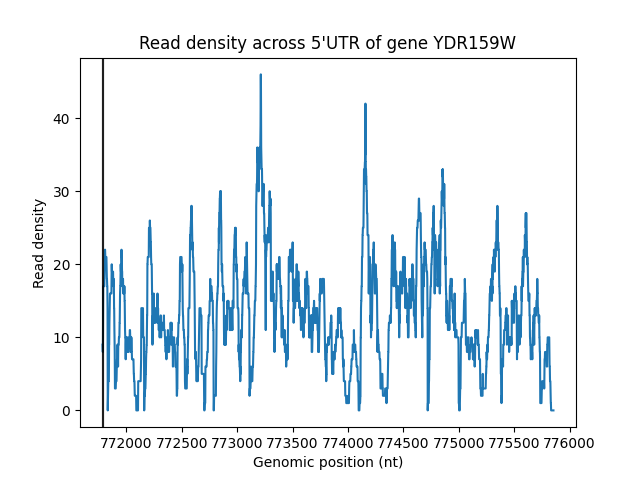 Read density across 5'UTR of gene YDR159W
40
30
20
10
0
Read density
772000 772500 773000 773500 774000 774500 775000 775500 776000
Genomic position (nt)